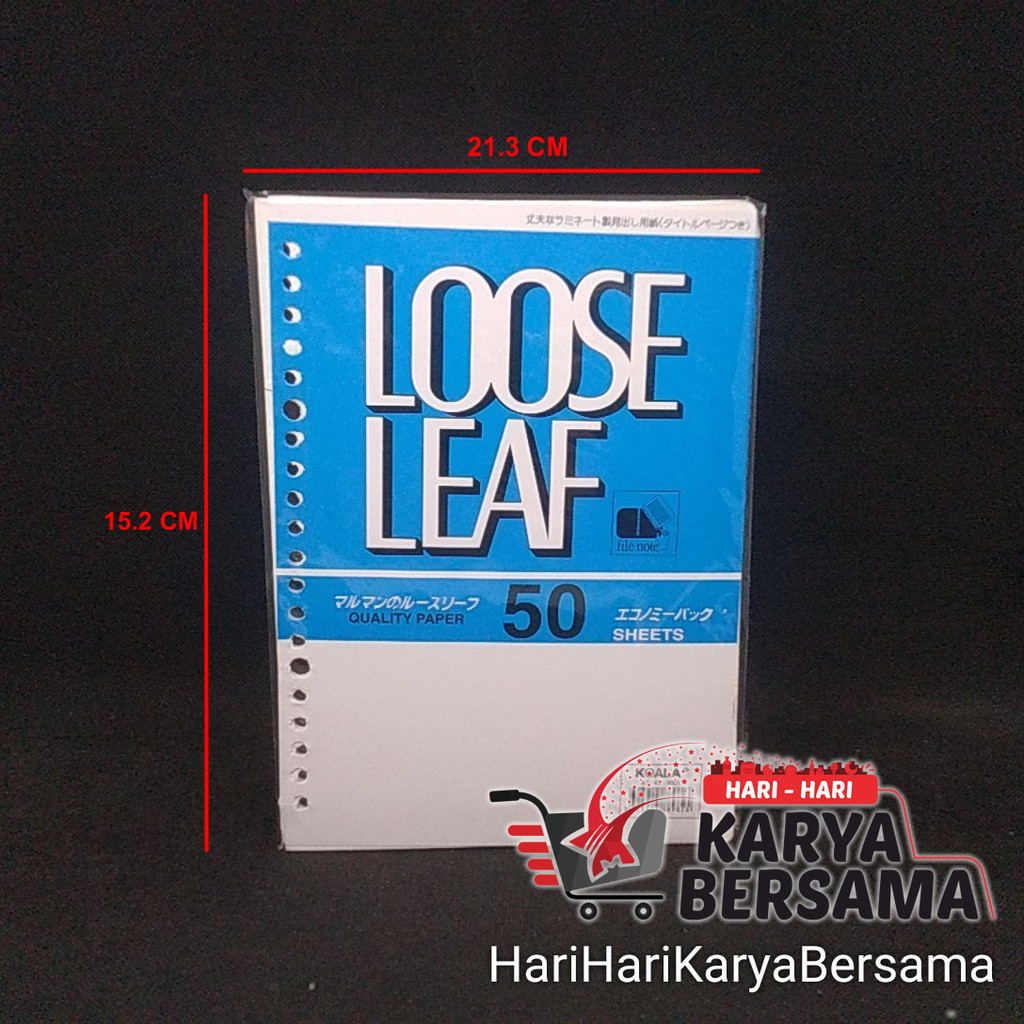 21.3 CM
丈夫なラミネート製見出し用紙(タイトルページつき)
LOOSE
LEAF
15.2 CM
file note
マルマンのルースリーフ
QUALITY PAPER
50
エコノミーパック
SHEETS
KOALA
HARI - HARI
KARYA
BERSAMA
HariHariKaryaBersama